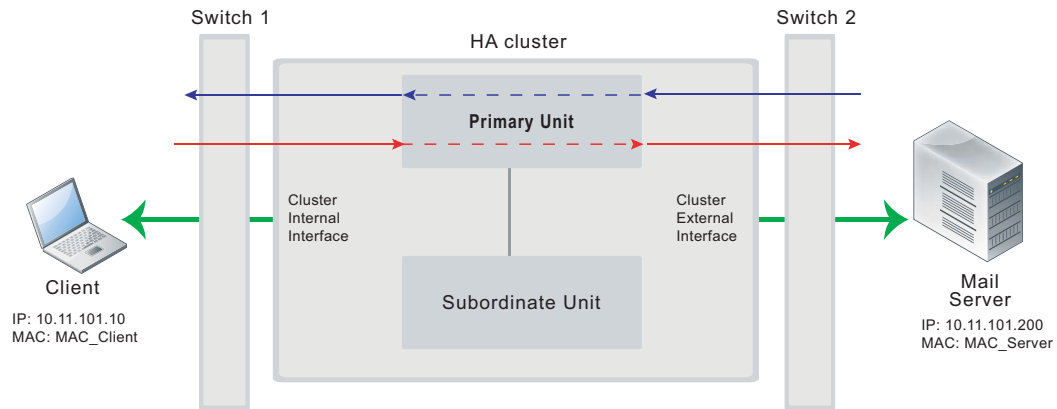 Switch 1
Switch 2
HA cluster
Primary Unit
Cluster
Internal
Interface
Cluster
External
Interface
Subordinate Unit
Client
IP: 10.11.101.10
MAC: MAC_Client
Mail
Server
IP: 10.11.101.200
MAC: MAC_Server